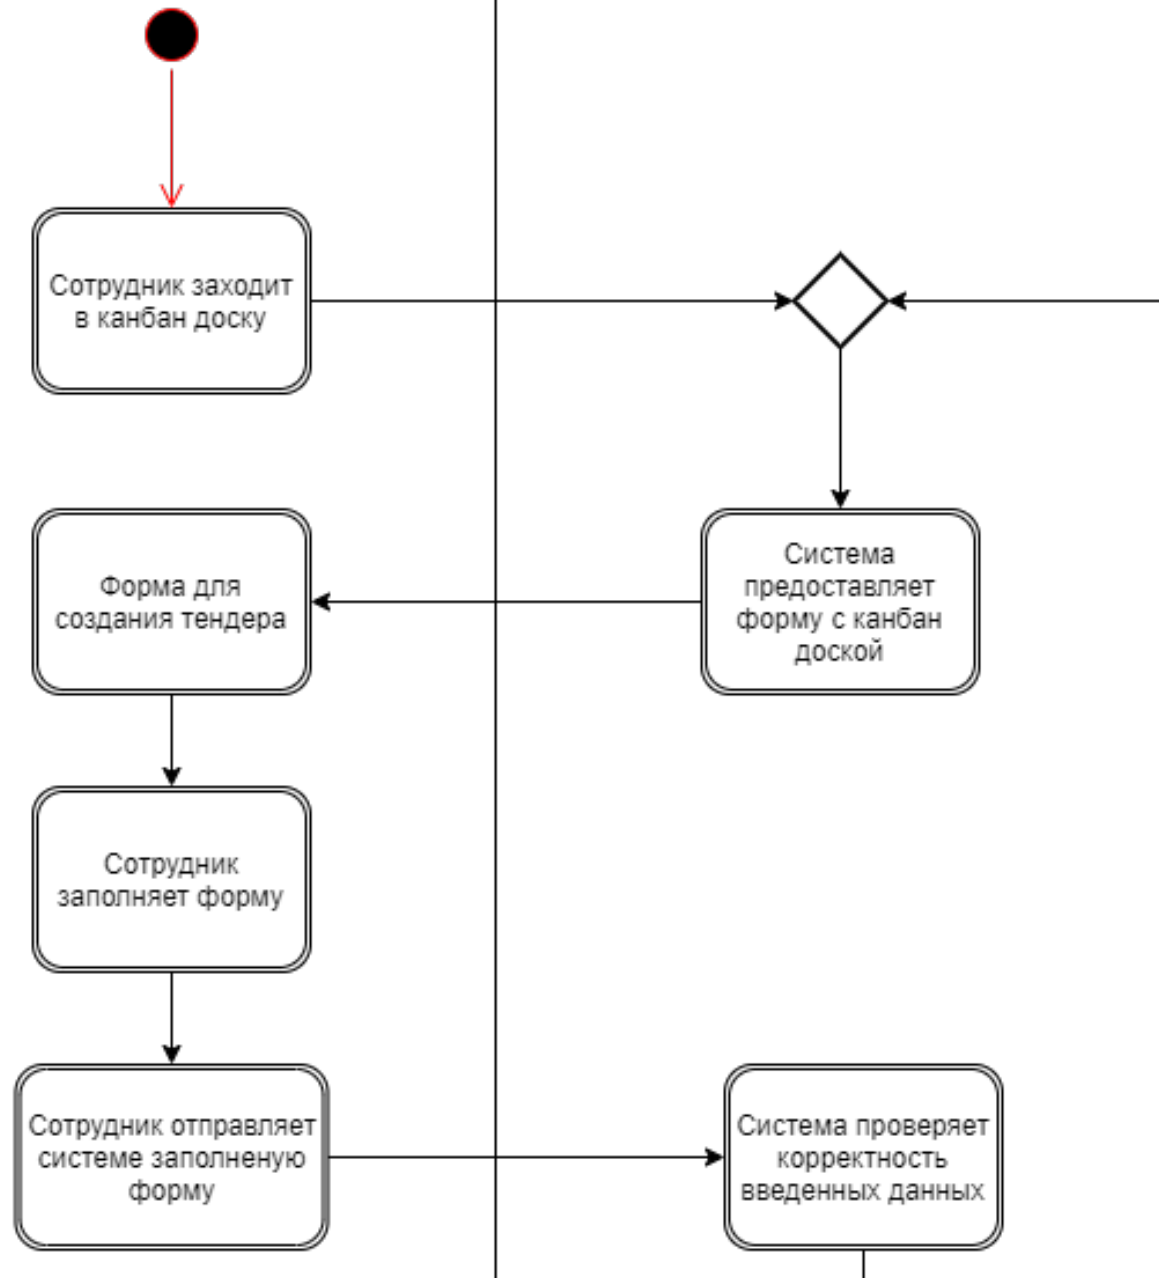 Сотрудник заходит
в канбан доску
Система
предоставляет
форму с канбан
доской
Форма для
создания тендера
Сотрудник
заполняет форму
Сотрудник отправляет
системе заполненую
форму
Система проверяет
корректность
введенных данных